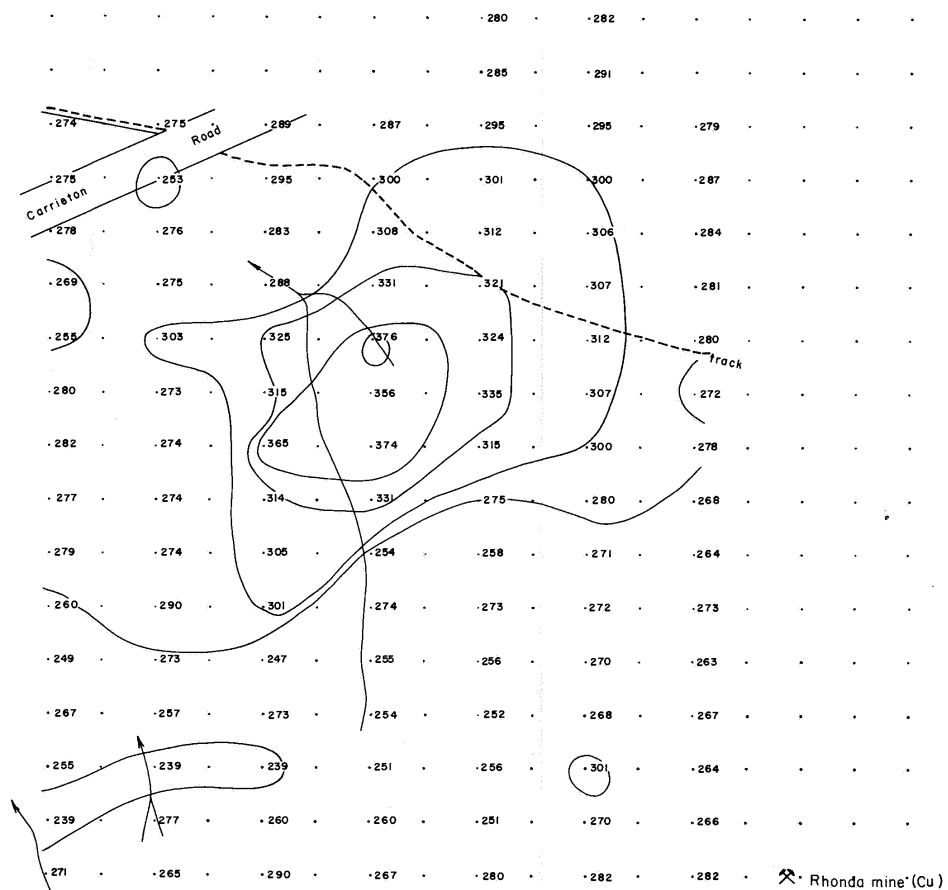 280 282
285 291
274 275 289 287 295 295 279
Carrieton Road
275 253 295 300 301 300 287
278 276 283 308 312 306 284
269 275 288 331 321 307 281
255 303 325 376 324 312 280
track
280 273 315 356 335 307 272
282 274 365 374 315 300 278
277 274 314 331 275 280 268
279 274 305 254 258 271 264
260 290 301 274 273 272 273
249 273 247 255 256 270 263
267 257 273 254 252 268 267
255 239 239 251 256 301 264
239 277 260 260 251 270 266
271 265 290 267 280 282 282
Rhonda mine (Cu)